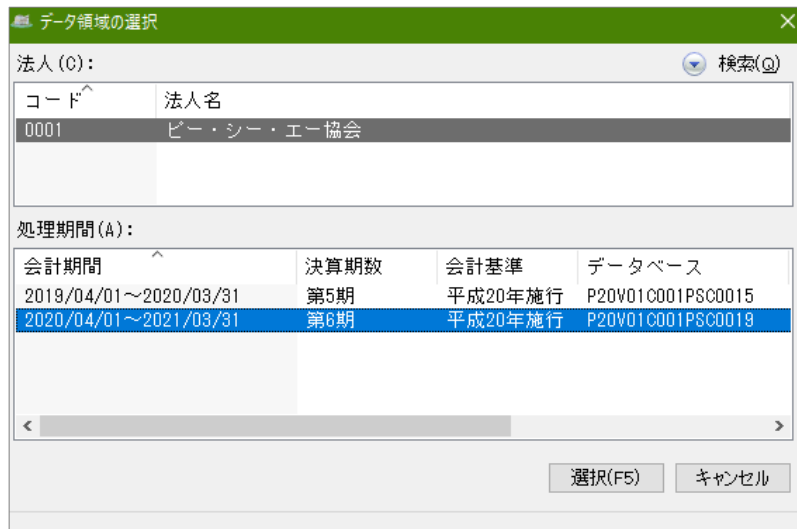 データ領域の選択
法人(C):
検索(Q)
コード 法人名
0001 ピー・シー・エー協会
処理期間(A):
会計期間 決算期数 会計基準 データベース
2019/04/01～2020/03/31 第5期 平成20年施行 P20V01C001PSC0015
2020/04/01～2021/03/31 第6期 平成20年施行 P20V01C001PSC0019
選択(F5) キャンセル